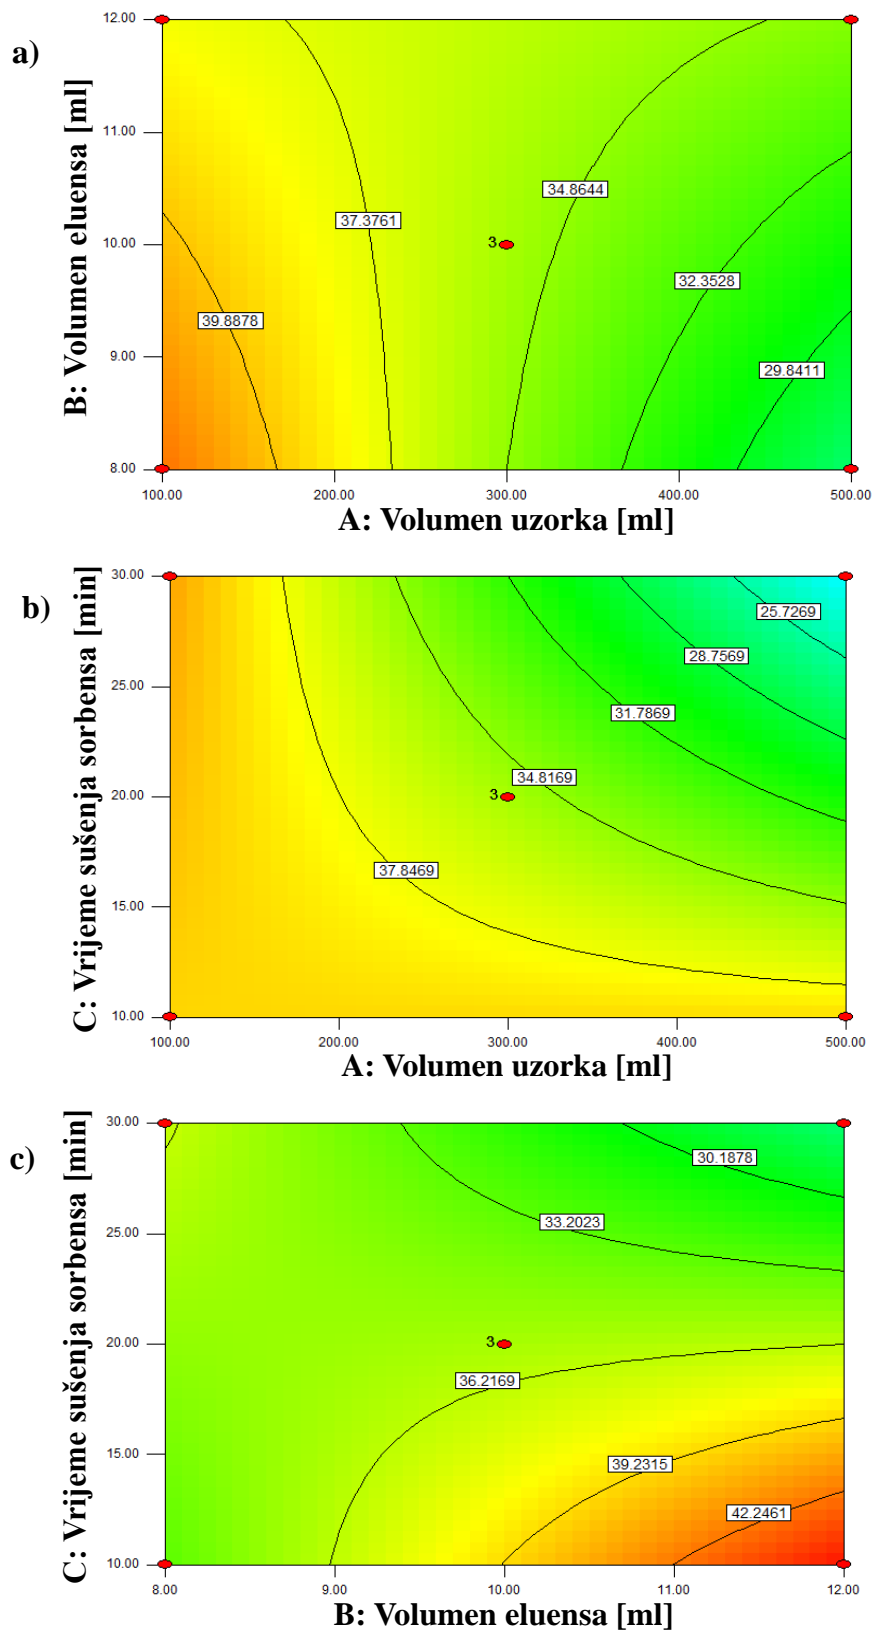 a)
B: Volumen eluensa [ml]
12.00
11.00
10.00
9.00
8.00
37.3761
34.8644
3
32.3528
39.8878
29.8411
100.00 200.00 300.00 400.00 500.00
A: Volumen uzorka [ml]
b)
C: Vrijeme sušenja sorbensa [min]
30.00
25.00
20.00
15.00
10.00
25.7269
28.7569
31.7869
34.8169
3
37.8469
100.00 200.00 300.00 400.00 500.00
A: Volumen uzorka [ml]
c)
C: Vrijeme sušenja sorbensa [min]
30.00
25.00
20.00
15.00
10.00
30.1878
33.2023
3
36.2169
39.2315
42.2461
8.00 9.00 10.00 11.00 12.00
B: Volumen eluensa [ml]